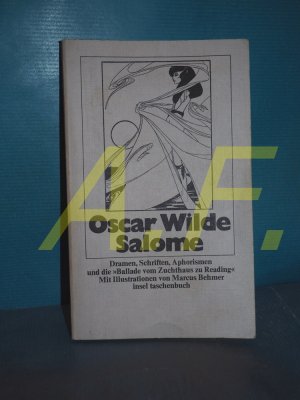 Oscar Wilde
Salome
Dramen, Schriften, Aphorismen
und die »Ballade vom Zuchthaus zu Reading«
Mit Illustrationen von Marcus Behmer
insel taschenbuch
A.F.